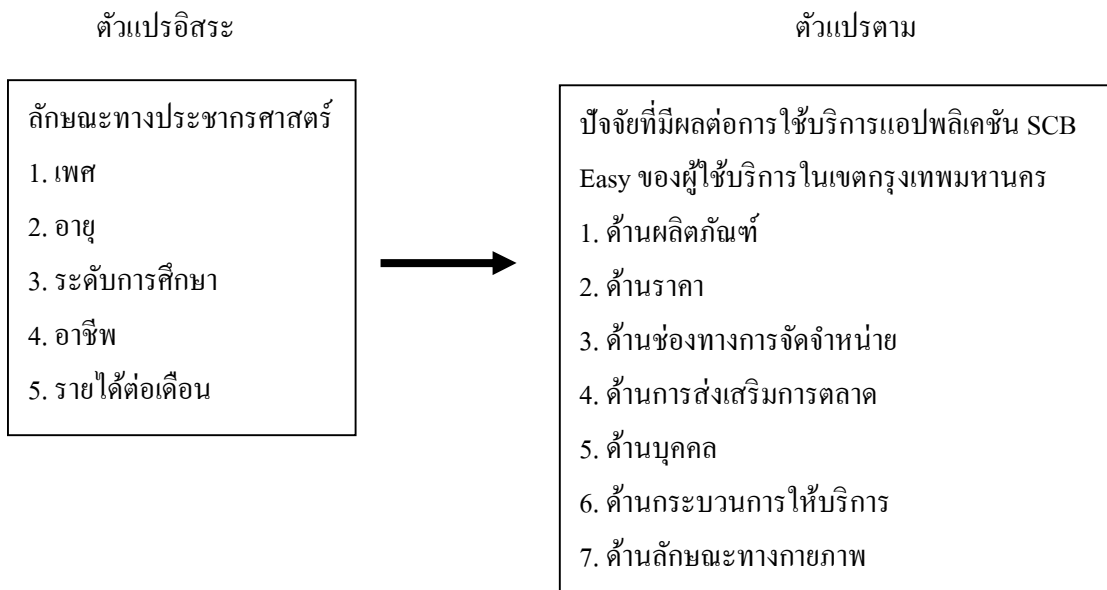 ตัวแปรอิสระ
ตัวแปรตาม
ลักษณะทางประชากรศาสตร์
1. เพศ
2. อายุ
3. ระดับการศึกษา
4. อาชีพ
5. รายได้ต่อเดือน
ปัจจัยที่มีผลต่อการใช้บริการแอปพลิเคชัน SCB
Easy ของผู้ใช้บริการในเขตกรุงเทพมหานคร
1. ด้านผลิตภัณฑ์
2. ด้านราคา
3. ด้านช่องทางการจัดจำหน่าย
4. ด้านการส่งเสริมการตลาด
5. ด้านบุคคล
6. ด้านกระบวนการให้บริการ
7. ด้านลักษณะทางกายภาพ